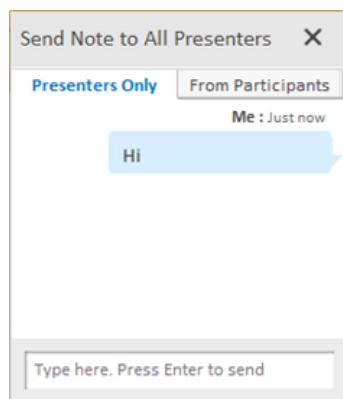 Send Note to All Presenters X
Presenters Only From Participants
Me : Just now
Hi
Type here. Press Enter to send